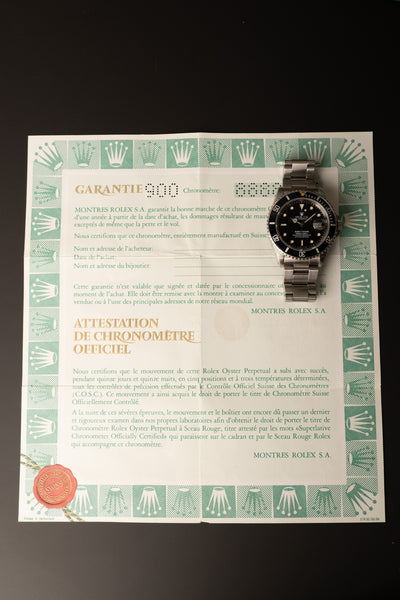 GARANTIE 900 Chronomètre:
MONTRES ROLEX S.A. garantit la bonne marche de ce chronomètre
d'une année à partir de la date d'achat, les dommages résultant de
exceptés de même que la perte et le vol.
Nous certifions que ce chronomètre, entièrement manufacturé en Suisse
Nom et adresse de l'acheteur:
Date de l'achat:
Nom et adresse du bijoutier:
Cette garantie n'est valable que signée et datée par le concessionnaire
moment de l'achat. Elle doit être remise avec la montre à examiner au concessionnaire
vendue ou à l'une des principales adresses de notre réseau mondial.
MONTRES ROLEX S.A.
ATTESTATION
DE CHRONOMÈTRE
OFFICIEL
Nous certifions que le mouvement de cette Rolex Oyster Perpetual a subi avec succès,
pendant quinze jours et quinze nuits, en cinq positions et à trois températures déterminées,
tous les contrôles de précision effectués par le Contrôle Officiel Suisse des Chronomètres
(C.O.S.C.). Ce mouvement a ainsi acquis le droit de porter le titre de Chronomètre Suisse
Officiellement Contrôlé.
A la suite de ces sévères épreuves, le mouvement et le boîtier ont encore dû passer un dernier
et rigoureux examen dans nos propres laboratoires afin d'obtenir le droit de porter le titre de
Chronomètre Rolex Oyster Perpetual à Sceau Rouge, titre attesté par les mots «Superlative
Chronometer Officially Certified» qui paraissent sur le cadran et par le Sceau Rouge Rolex
qui accompagne ce chronomètre.
MONTRES ROLEX S.A.